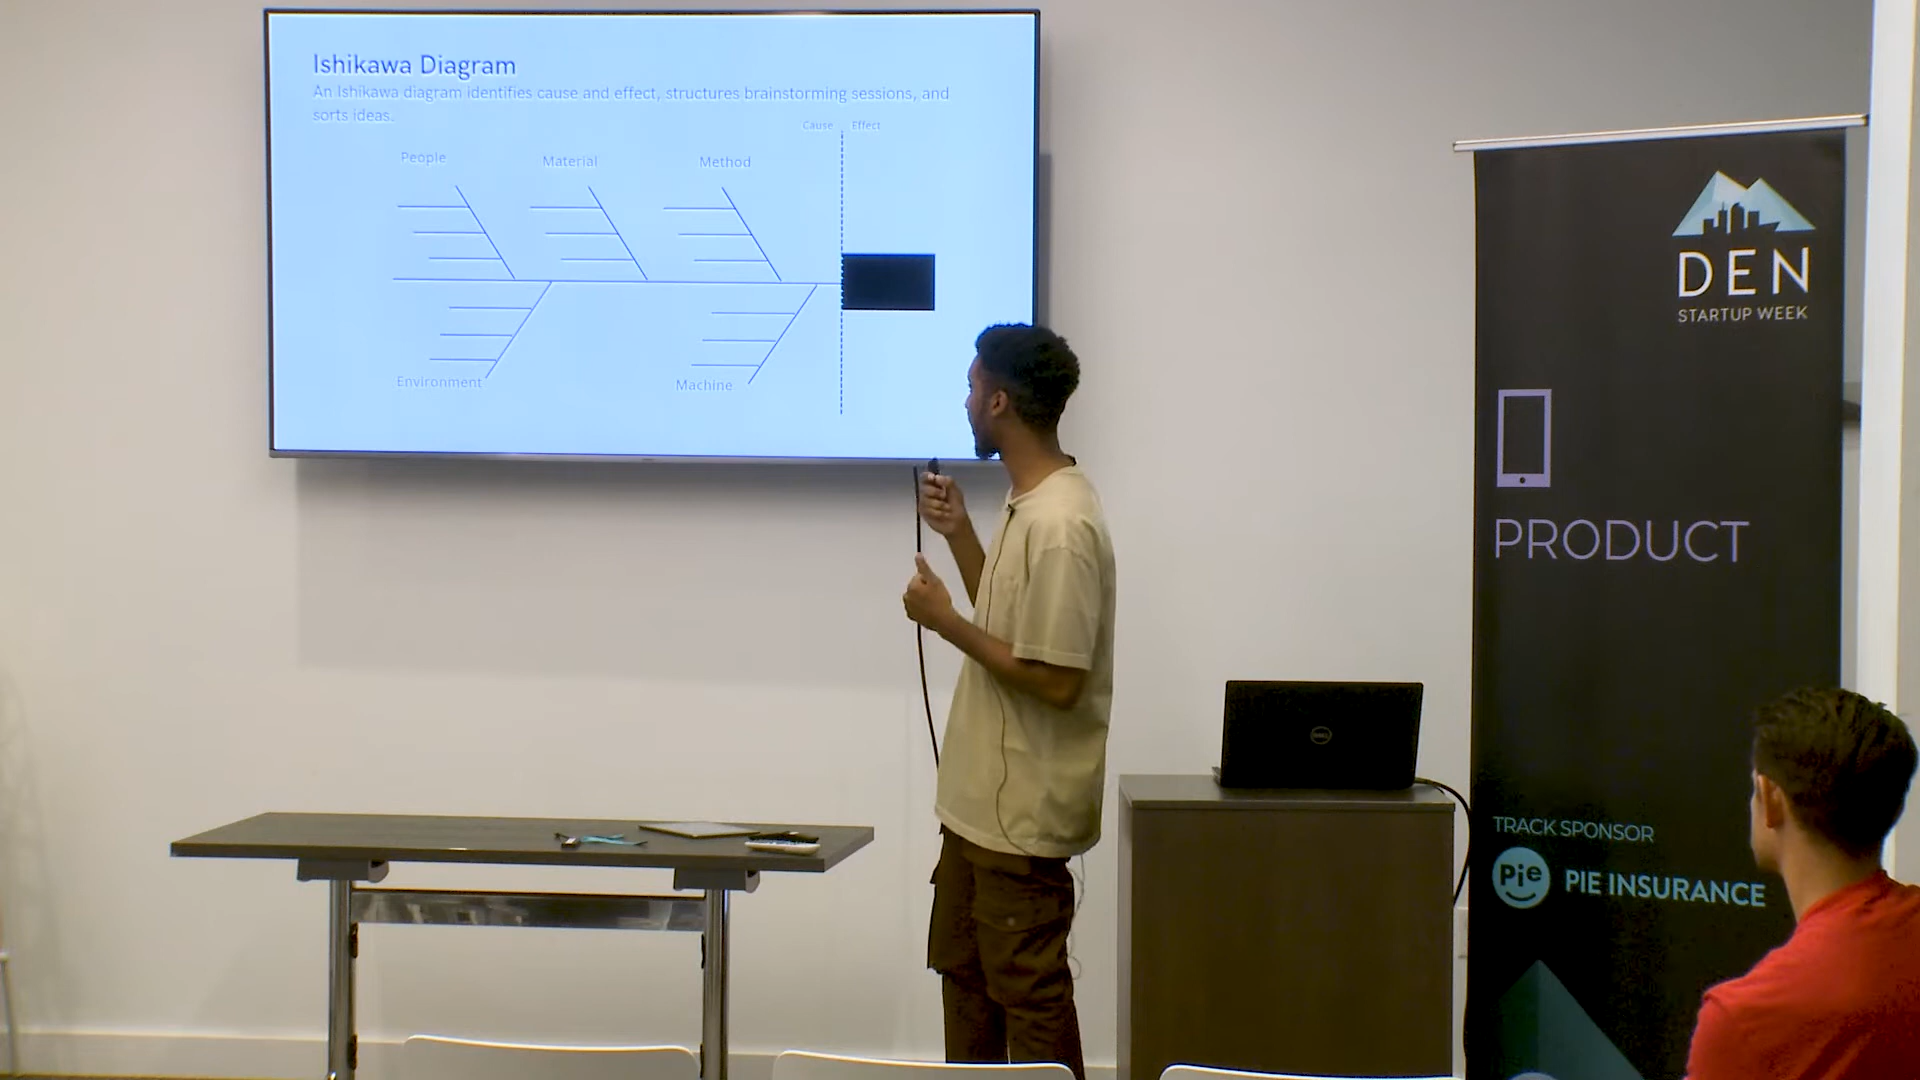 Ishikawa Diagram
An Ishikawa diagram identifies cause and effect, structures brainstorming sessions, and
sorts ideas.
Cause Effect
People Material Method
Environment Machine
DEN
STARTUP WEEK
PRODUCT
TRACK SPONSOR
Pie PIE INSURANCE
DELL